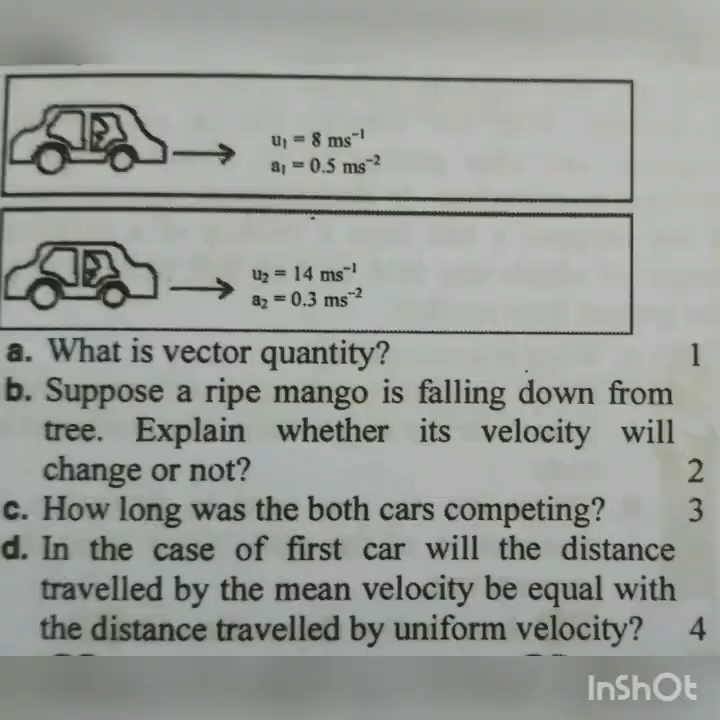 u₁ = 8 ms⁻¹
a₁ = 0.5 ms⁻²
u₂ = 14 ms⁻¹
a₂ = 0.3 ms⁻²
a. What is vector quantity? 1
b. Suppose a ripe mango is falling down from
tree. Explain whether its velocity will
change or not? 2
c. How long was the both cars competing? 3
d. In the case of first car will the distance
travelled by the mean velocity be equal with
the distance travelled by uniform velocity? 4
InShOt